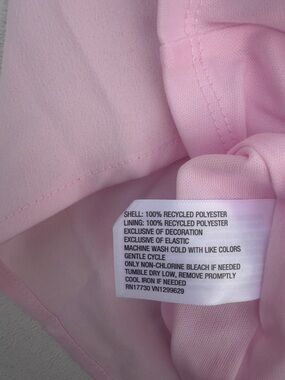 SHELL: 100% RECYCLED POLYESTER
LINING: 100% RECYCLED POLYESTER
EXCLUSIVE OF DECORATION
EXCLUSIVE OF ELASTIC
MACHINE WASH COLD WITH LIKE COLORS
GENTLE CYCLE
ONLY NON-CHLORINE BLEACH IF NEEDED
TUMBLE DRY LOW, REMOVE PROMPTLY
COOL IRON IF NEEDED
RN17730 VN1299629